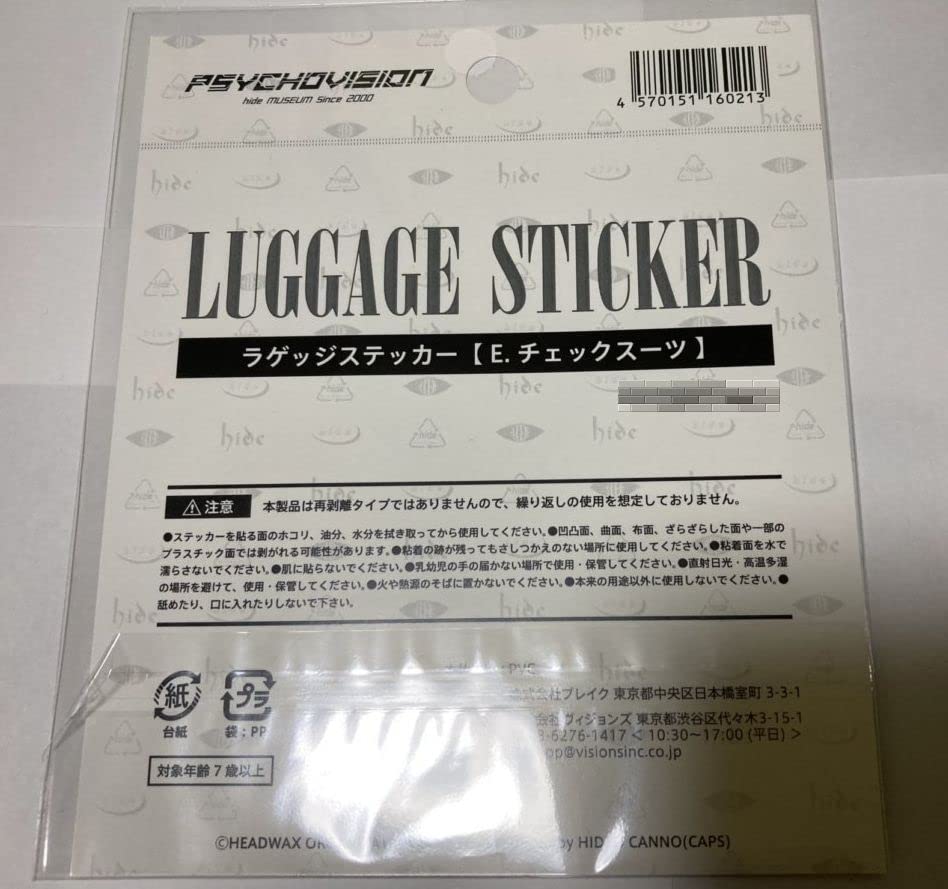 PSYCHOVISION
hide MUSEUM Since 2000
4 570151 160213
LUGGAGE STICKER
ラゲッジステッカー【 E. チェックスーツ 】
注意 本製品は再剥離タイプではありませんので、繰り返しの使用を想定しておりません。
●ステッカーを貼る面のホコリ、油分、水分を拭き取ってから使用してください。●凹凸面、曲面、布面、ざらざらした面や一部の
プラスチック面では剥がれる可能性があります。●粘着の跡が残ってもさしつかえのない場所に使用してください。●粘着面を水で
濡らさないでください。●肌に貼らないでください。●乳幼児の手の届かない場所で使用・保管してください。●直射日光・高温多湿
の場所を避けて、使用・保管してください。●火や熱源のそばに置かないでください。●本来の用途以外に使用しないでください。●
舐めたり、口に入れたりしないで下さい。
PVC
紙
プラ
台紙
袋：PP
式会社ブレイク 東京都中央区日本橋室町 3-3-1
会社ヴィジョンズ 東京都渋谷区代々木3-15-1
3-6276-1417 < 10:30～17:00 (平日) >
pp@visionsinc.co.jp
対象年齢 7 歳以上
©HEADWAX by HIDE CANNO(CAPS)